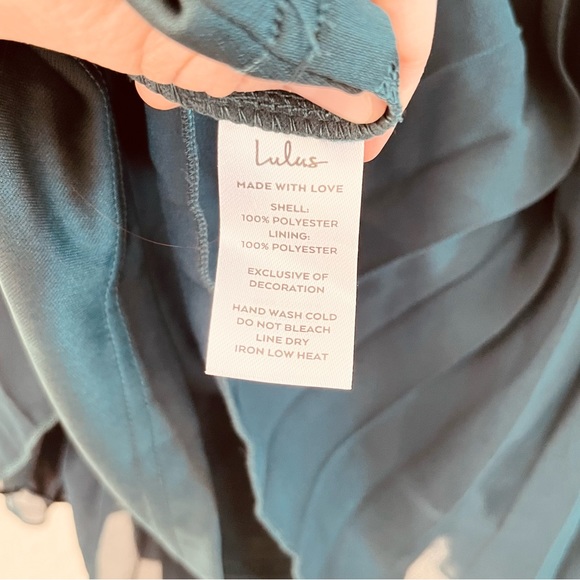 Lulus
MADE WITH LOVE
SHELL:
100% POLYESTER
LINING:
100% POLYESTER
EXCLUSIVE OF
DECORATION
HAND WASH COLD
DO NOT BLEACH
LINE DRY
IRON LOW HEAT